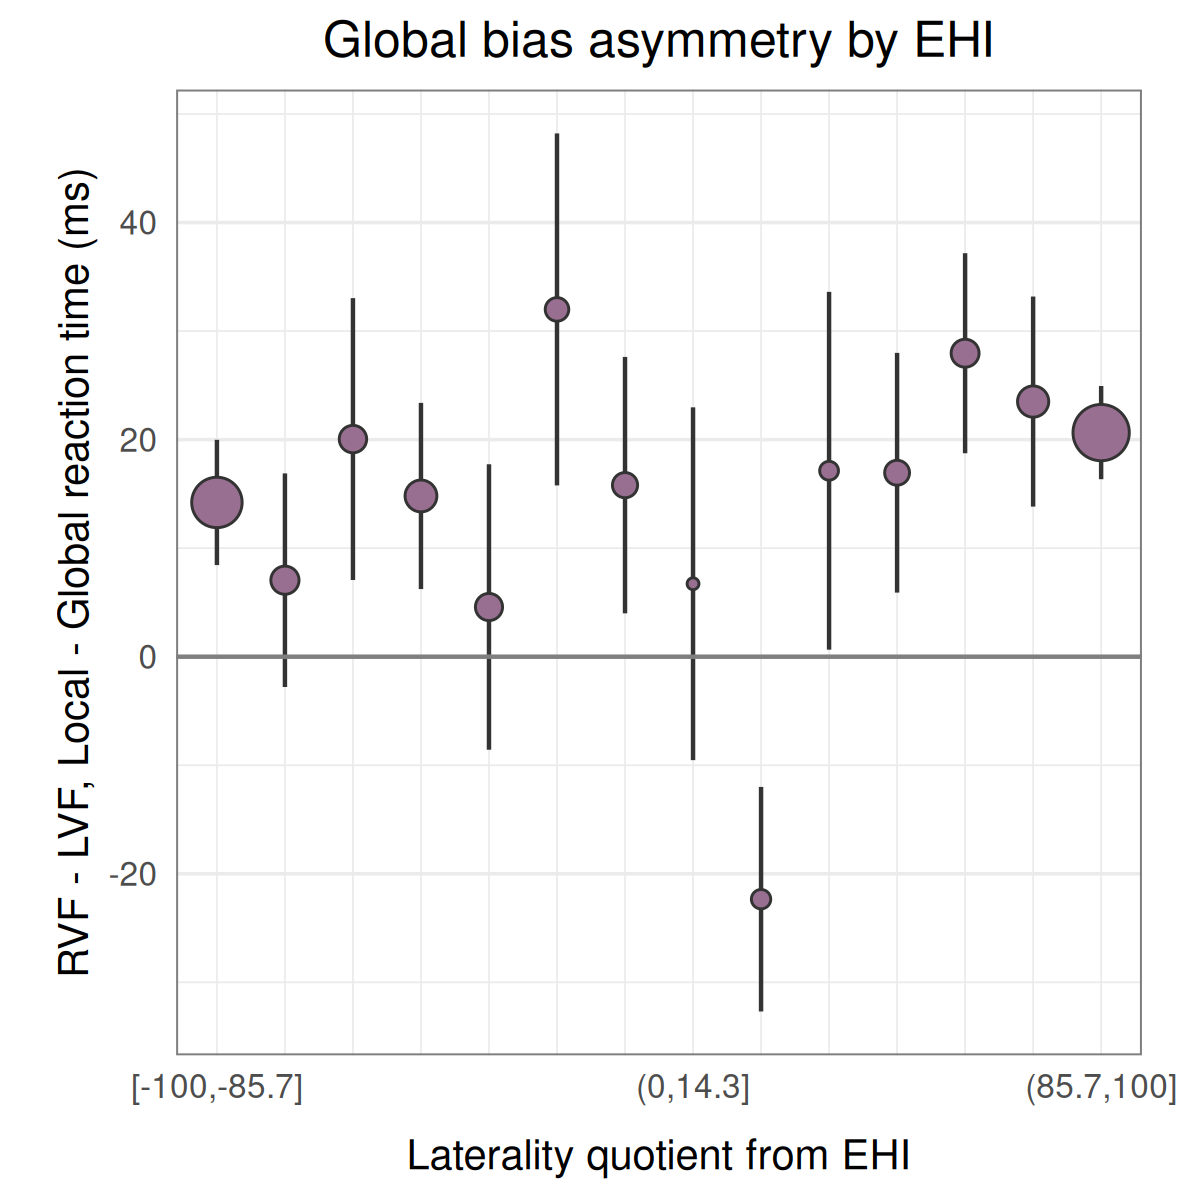 Global bias asymmetry by EHI
RVF - LVF, Local - Global reaction time (ms)
40
20
0
-20
[-100,-85.7]
(0,14.3]
(85.7,100]
Laterality quotient from EHI